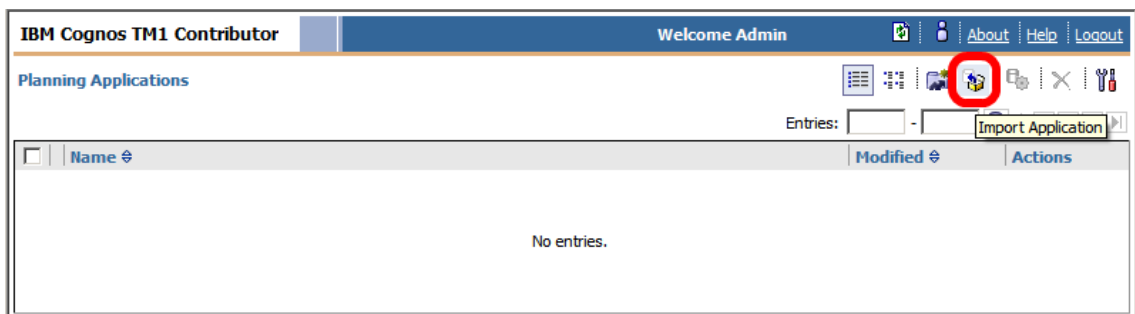 IBM Cognos TM1 Contributor Welcome Admin About Help Logout
Planning Applications
Entries: -
Import Application
Name Modified Actions
No entries.